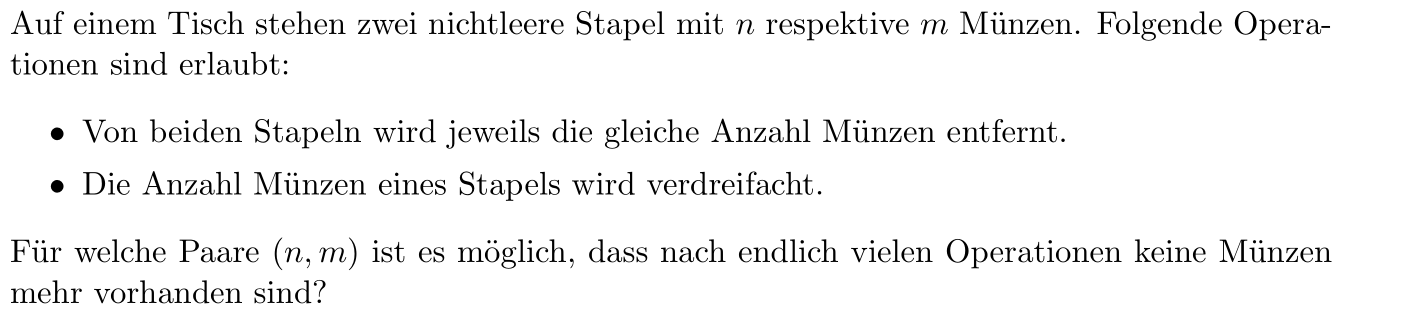 Auf einem Tisch stehen zwei nichtleere Stapel mit n respektive m Münzen. Folgende Opera-
tionen sind erlaubt:
• Von beiden Stapeln wird jeweils die gleiche Anzahl Münzen entfernt.
• Die Anzahl Münzen eines Stapels wird verdreifacht.
Für welche Paare (n, m) ist es möglich, dass nach endlich vielen Operationen keine Münzen
mehr vorhanden sind?